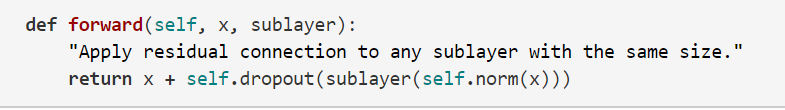 def forward(self, x, sublayer):
    "Apply residual connection to any sublayer with the same size."
    return x + self.dropout(sublayer(self.norm(x)))